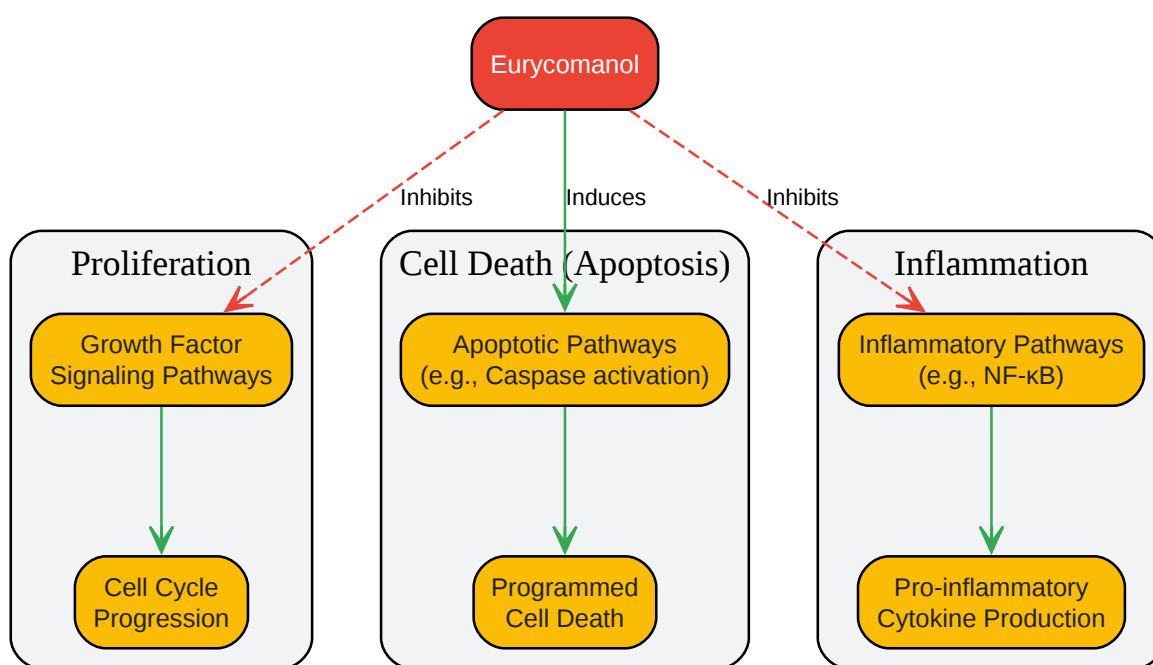 Eurycomanol
Inhibits
Induces
Inhibits
Proliferation
Cell Death (Apoptosis)
Inflammation
Growth Factor
Signaling Pathways
Apoptotic Pathways
(e.g., Caspase activation)
Inflammatory Pathways
(e.g., NF-κB)
Cell Cycle
Progression
Programmed
Cell Death
Pro-inflammatory
Cytokine Production